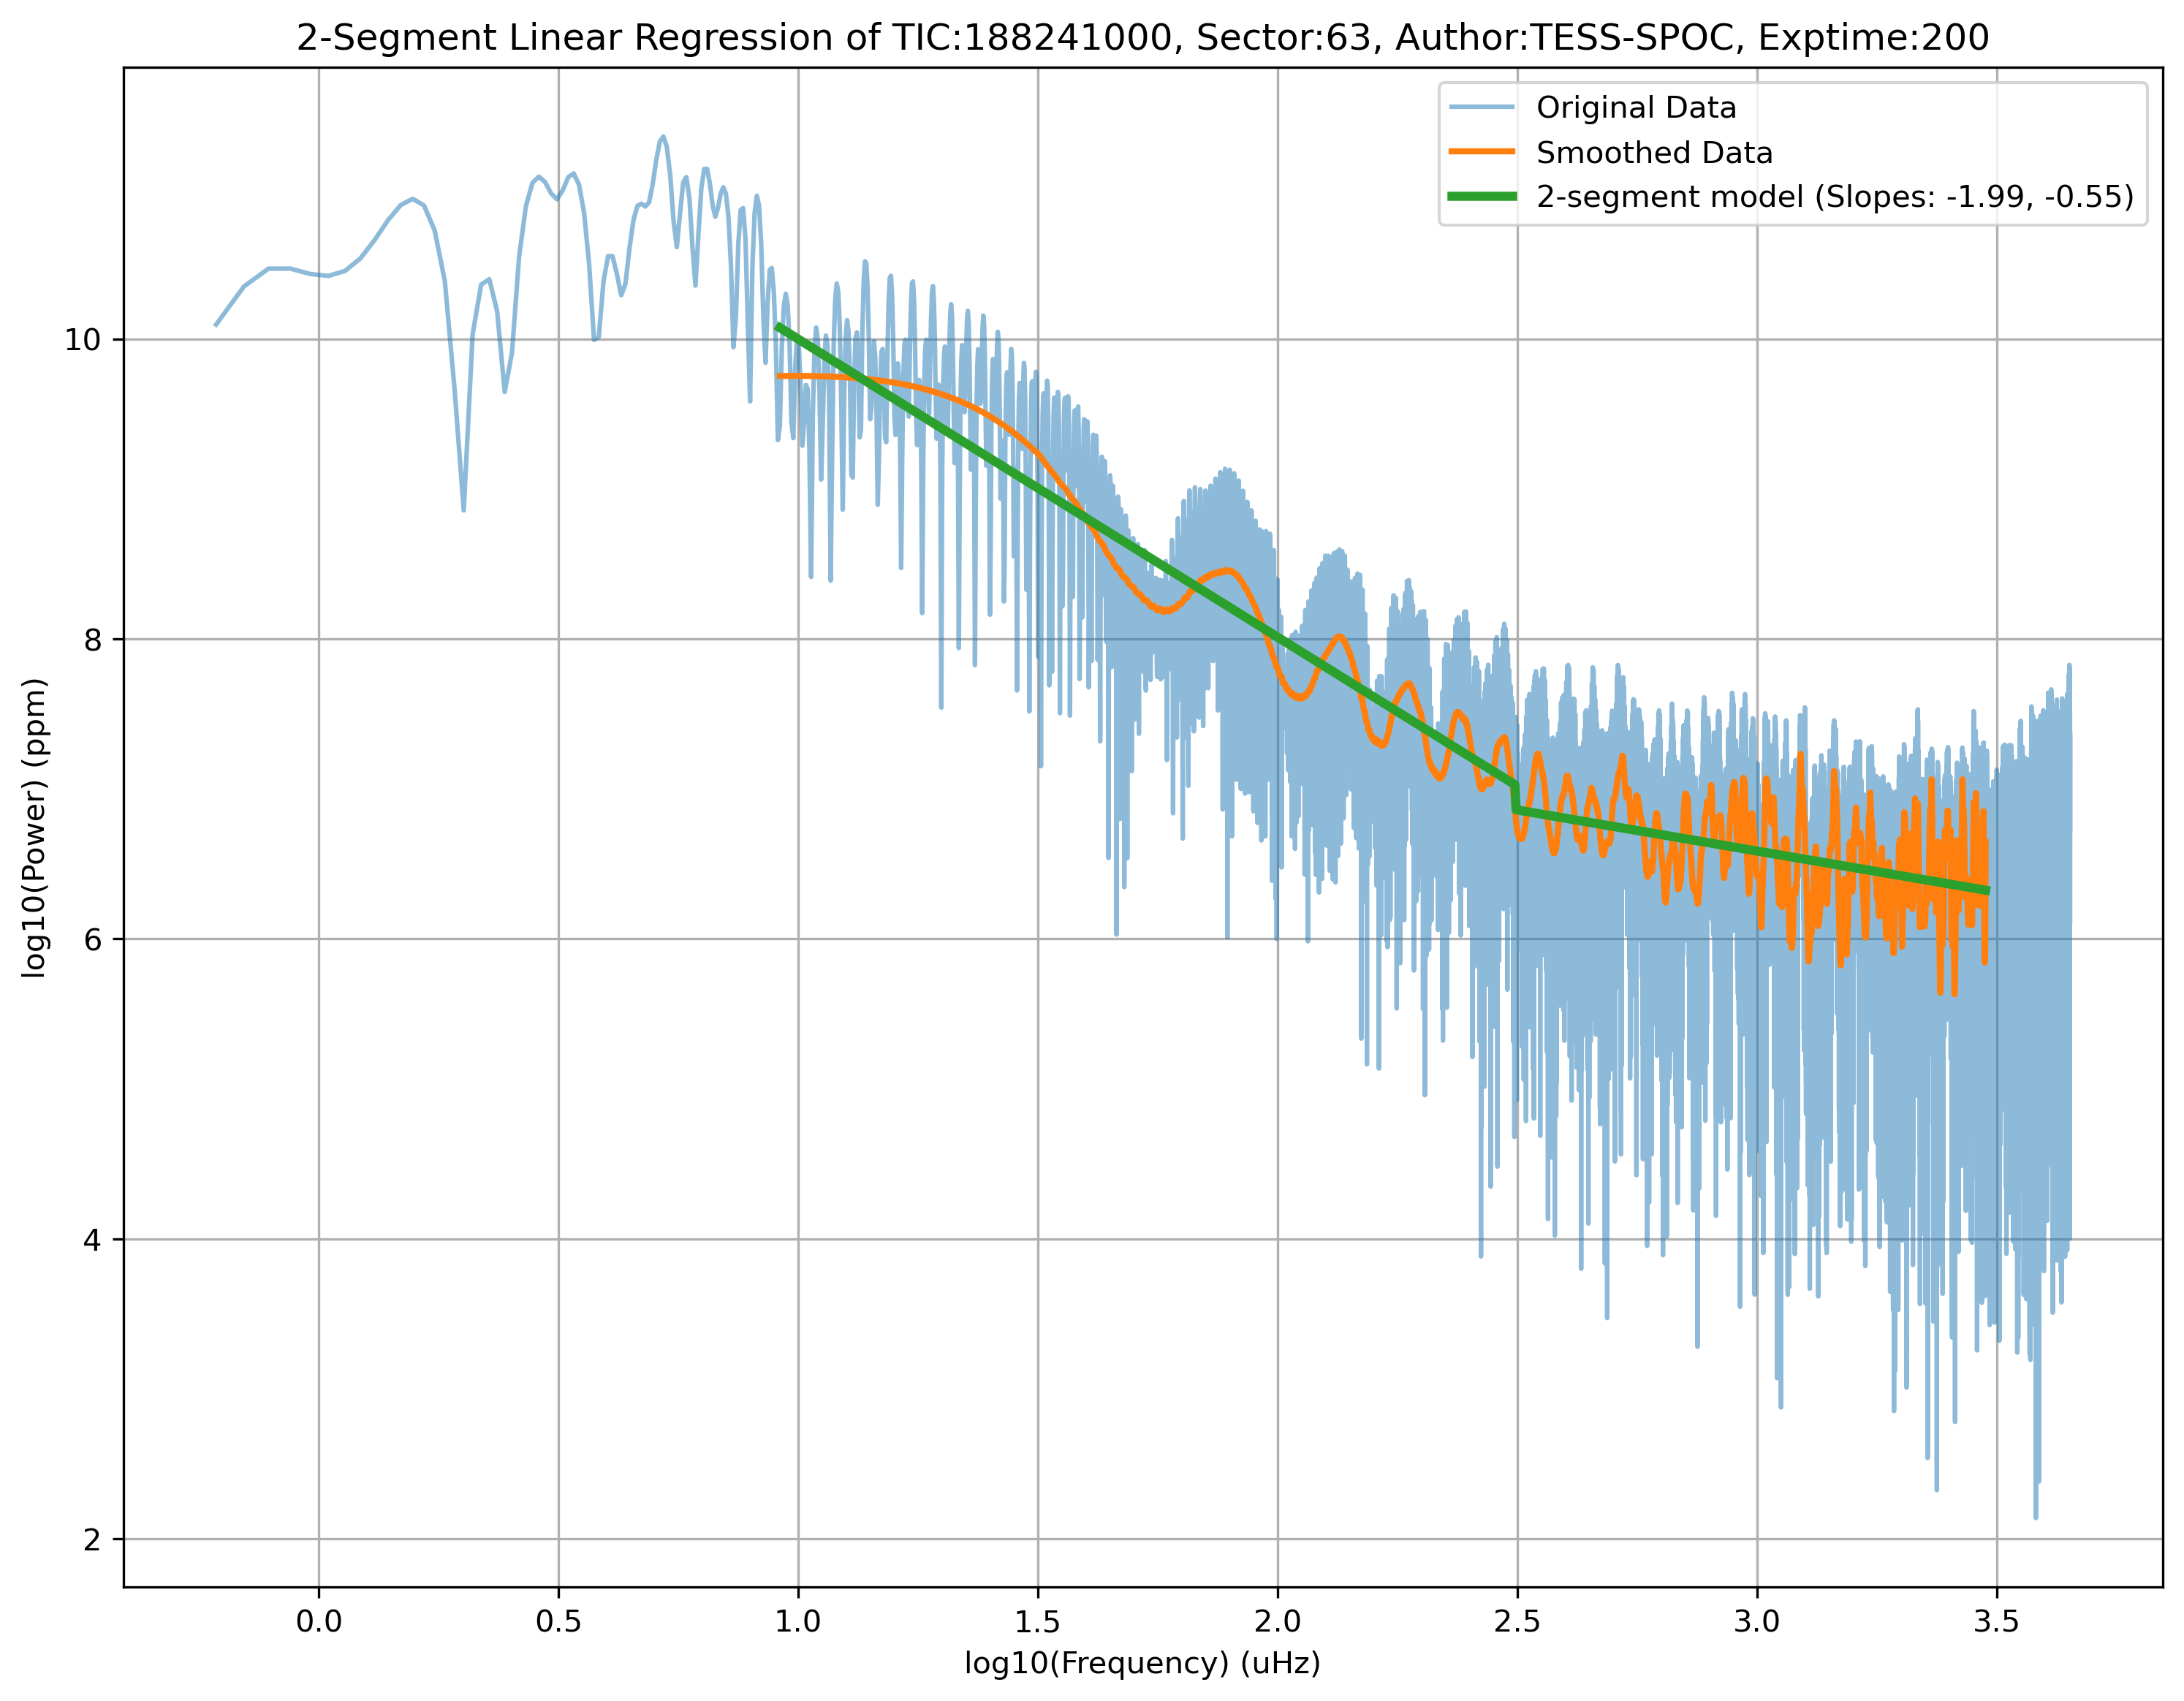 2-Segment Linear Regression of TIC:188241000, Sector:63, Author:TESS-SPOC, Exptime:200
Original Data
Smoothed Data
2-segment model (Slopes: -1.99, -0.55)
log10(Power) (ppm)
10
8
6
4
2
0.0 0.5 1.0 1.5 2.0 2.5 3.0 3.5
log10(Frequency) (uHz)